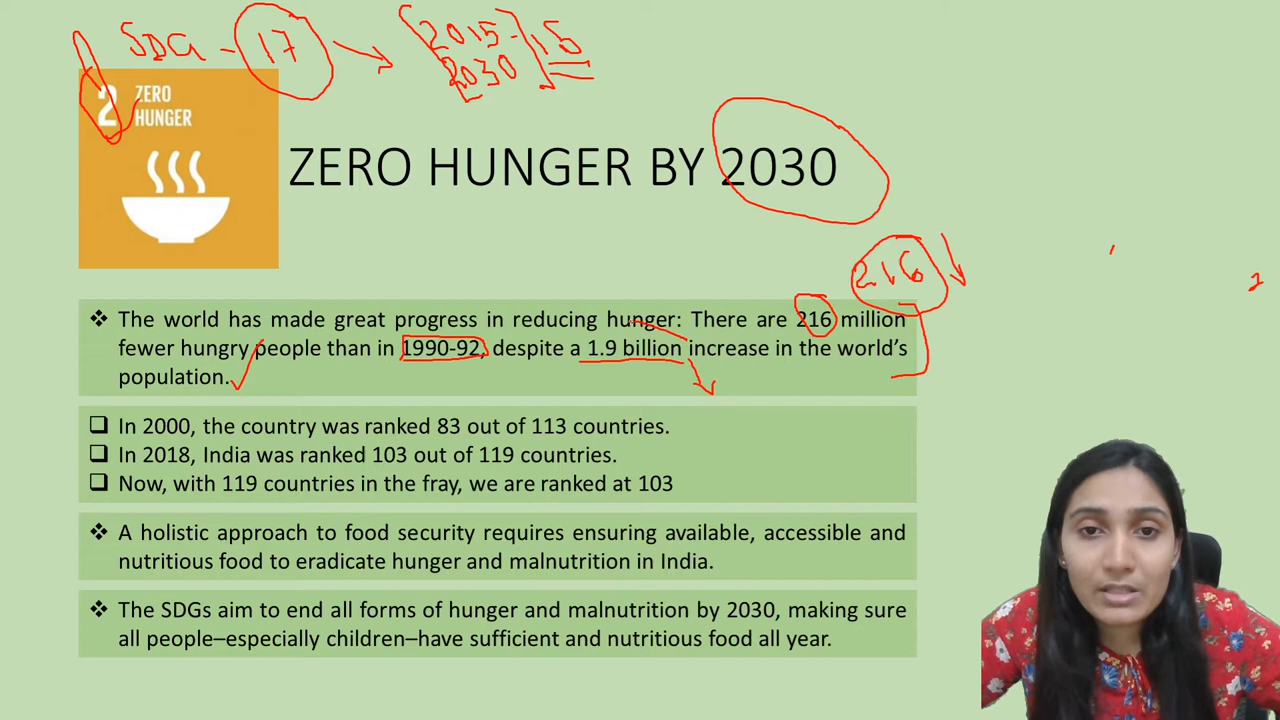 SDG - 17 → 2015 - 15
2030
2 ZERO
HUNGER
ZERO HUNGER BY 2030
216
❖ The world has made great progress in reducing hunger: There are 216 million
fewer hungry people than in 1990-92, despite a 1.9 billion increase in the world’s
population.
❑ In 2000, the country was ranked 83 out of 113 countries.
❑ In 2018, India was ranked 103 out of 119 countries.
❑ Now, with 119 countries in the fray, we are ranked at 103
❖ A holistic approach to food security requires ensuring available, accessible and
nutritious food to eradicate hunger and malnutrition in India.
❖ The SDGs aim to end all forms of hunger and malnutrition by 2030, making sure
all people–especially children–have sufficient and nutritious food all year.